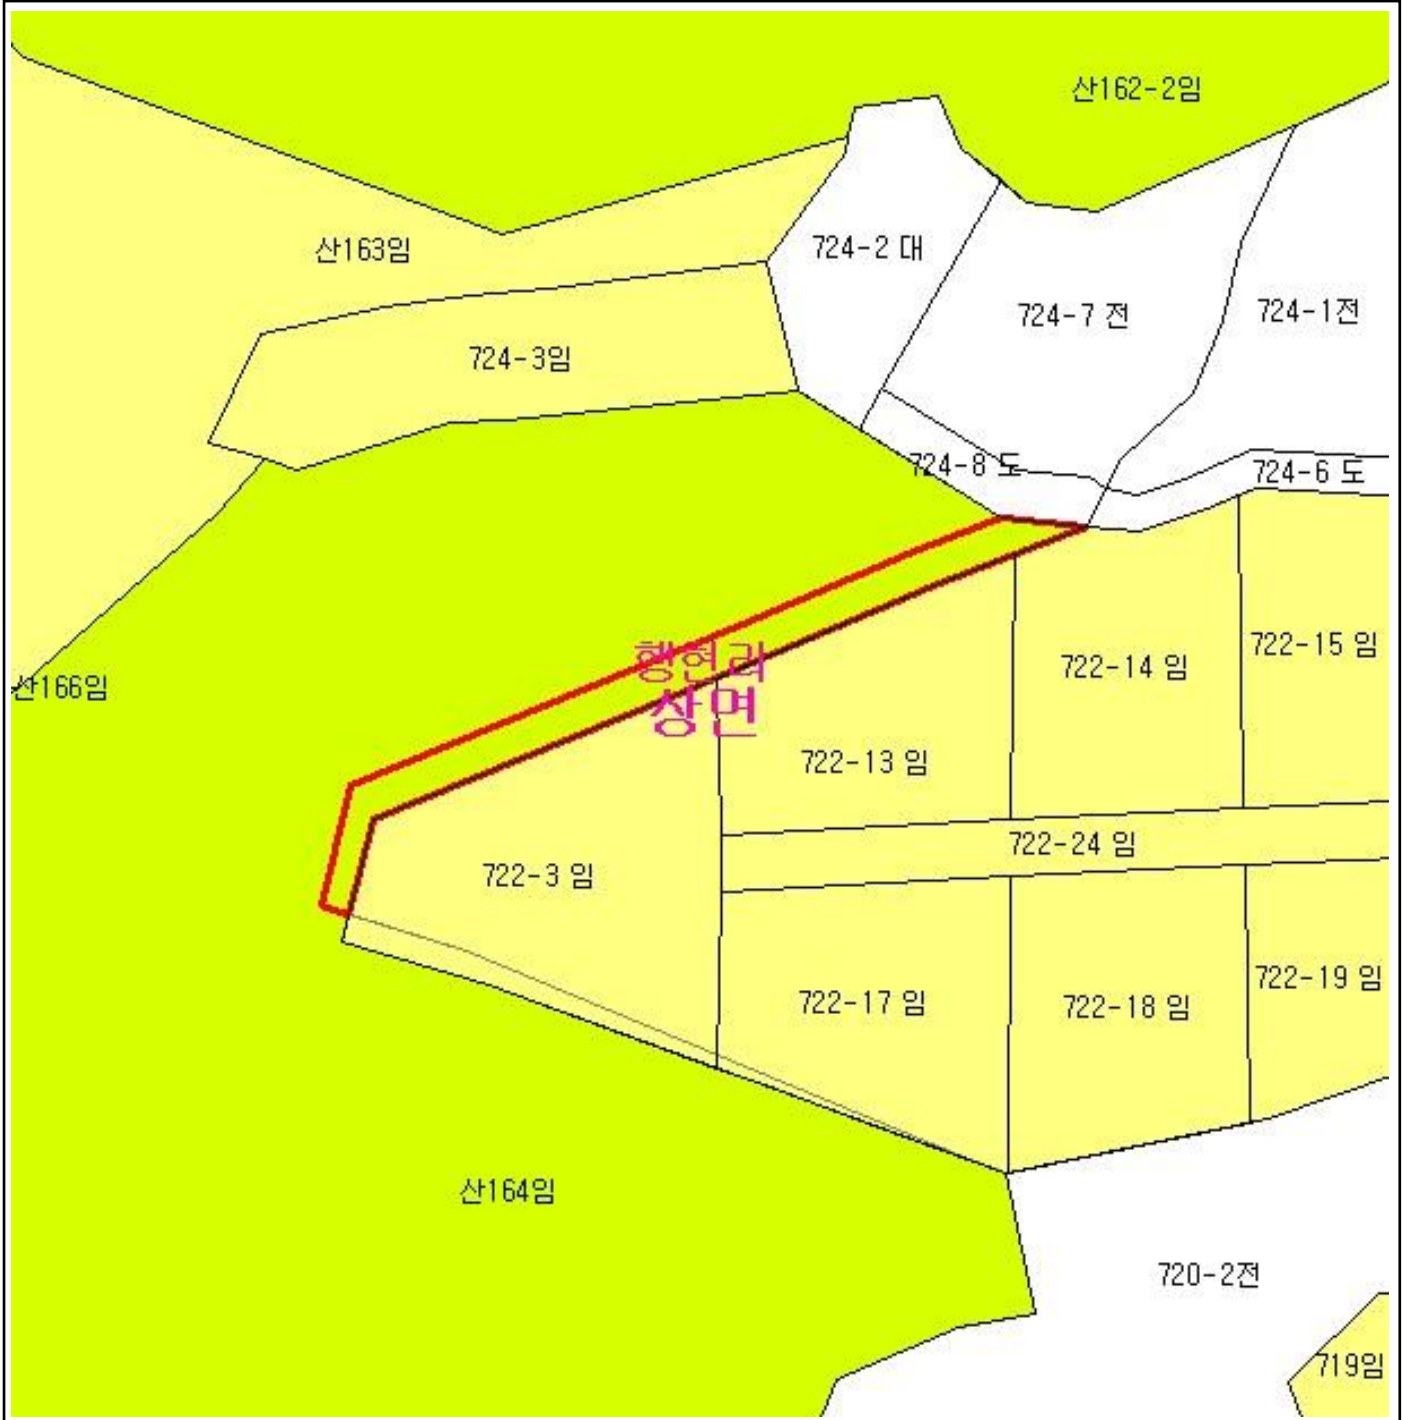 산162-2임
산163임
724-2 대
724-7 전
724-1전
724-3임
724-8 도
724-6 도
행현리
상면
722-14 임
722-15 임
산166임
722-13 임
722-24 임
722-3 임
722-17 임
722-18 임
722-19 임
산164임
720-2전
719임